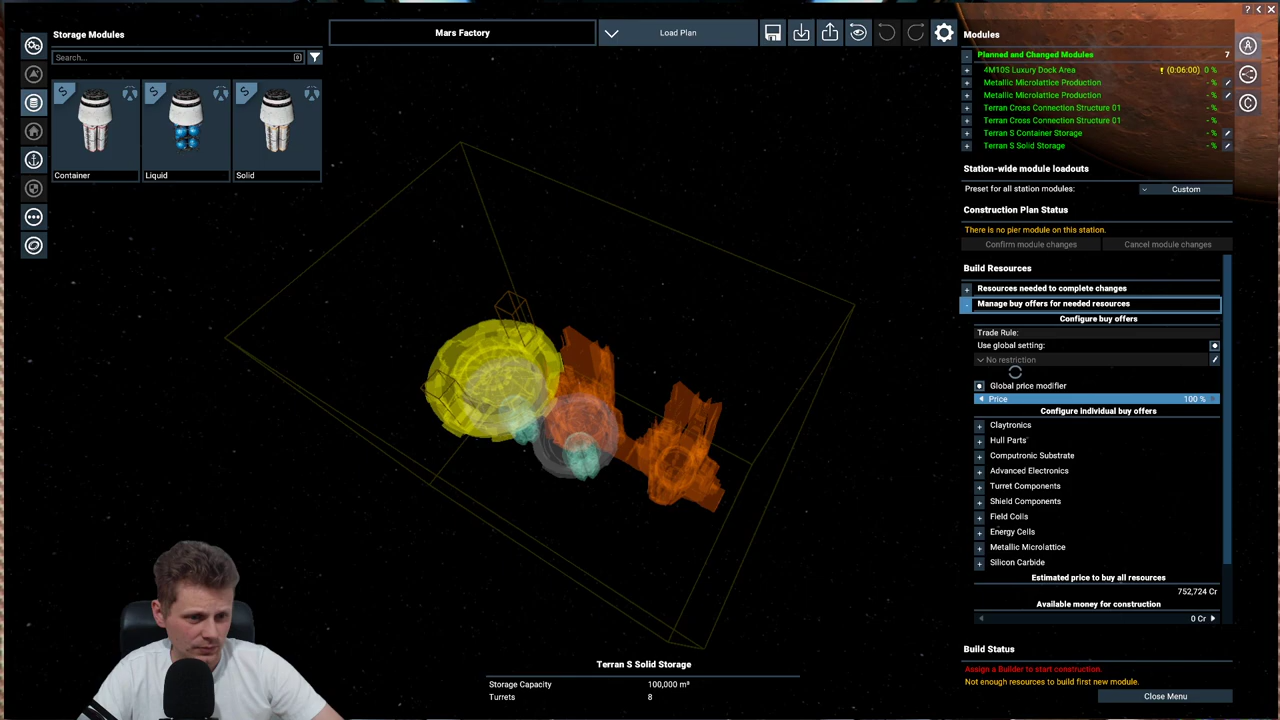 Storage Modules
Search...
Container
Liquid
Solid
Mars Factory
Load Plan
Terran S Solid Storage
Storage Capacity 100,000 m³
Turrets 8
? < ×
Modules
- Planned and Changed Modules 7
+ 4M10S Luxury Dock Area ! (0:06:00) 0 %
+ Metallic Microlattice Production - %
+ Metallic Microlattice Production - %
+ Terran Cross Connection Structure 01 - %
+ Terran Cross Connection Structure 01 - %
+ Terran S Container Storage - %
+ Terran S Solid Storage - %
Station-wide module loadouts
Preset for all station modules: Custom
Construction Plan Status
There is no pier module on this station.
Confirm module changes Cancel module changes
Build Resources
+ Resources needed to complete changes
- Manage buy offers for needed resources
Configure buy offers
Trade Rule:
Use global setting:
No restriction
Global price modifier
Price 100 %
Configure individual buy offers
+ Claytronics
+ Hull Parts
+ Computronic Substrate
+ Advanced Electronics
+ Turret Components
+ Shield Components
+ Field Coils
+ Energy Cells
+ Metallic Microlattice
+ Silicon Carbide
Estimated price to buy all resources
752,724 Cr
Available money for construction
0 Cr
Build Status
Assign a Builder to start construction.
Not enough resources to build first new module.
Close Menu